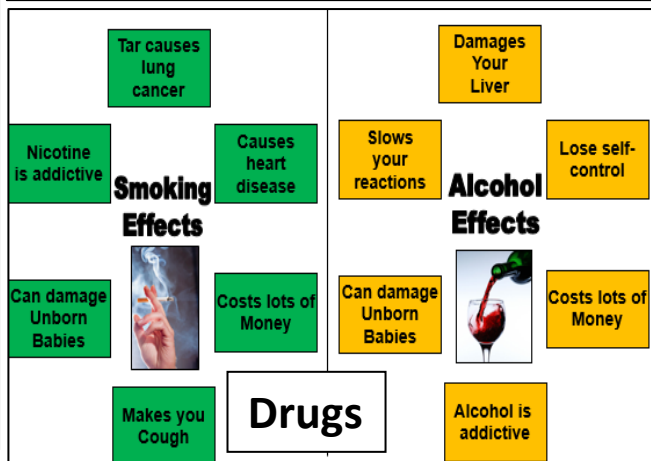 Tar causes
lung
cancer
Nicotine
is addictive
Causes
heart
disease
Smoking
Effects
Can damage
Unborn
Babies
Costs lots of
Money
Makes you
Cough
Damages
Your
Liver
Slows
your
reactions
Lose self-
control
Alcohol
Effects
Can damage
Unborn
Babies
Costs lots of
Money
Alcohol is
addictive
Drugs